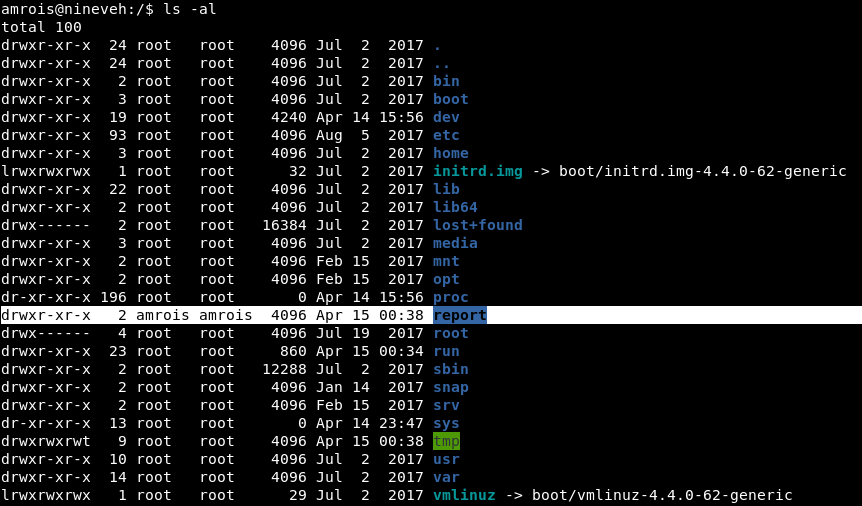 amrois@nineveh:/$ ls -al
total 100
drwxr-xr-x  24 root   root    4096 Jul  2  2017 .
drwxr-xr-x  24 root   root    4096 Jul  2  2017 ..
drwxr-xr-x   2 root   root    4096 Jul  2  2017 bin
drwxr-xr-x   3 root   root    4096 Jul  2  2017 boot
drwxr-xr-x  19 root   root    4240 Apr 14 15:56 dev
drwxr-xr-x  93 root   root    4096 Aug  5  2017 etc
drwxr-xr-x   3 root   root    4096 Jul  2  2017 home
lrwxrwxrwx   1 root   root      32 Jul  2  2017 initrd.img -> boot/initrd.img-4.4.0-62-generic
drwxr-xr-x  22 root   root    4096 Jul  2  2017 lib
drwxr-xr-x   2 root   root    4096 Jul  2  2017 lib64
drwx------   2 root   root   16384 Jul  2  2017 lost+found
drwxr-xr-x   3 root   root    4096 Jul  2  2017 media
drwxr-xr-x   2 root   root    4096 Feb 15  2017 mnt
drwxr-xr-x   2 root   root    4096 Feb 15  2017 opt
dr-xr-xr-x 196 root   root       0 Apr 14 15:56 proc
drwxr-xr-x   2 amrois amrois  4096 Apr 15 00:38 report
drwx------   4 root   root    4096 Jul 19  2017 root
drwxr-xr-x  23 root   root     860 Apr 15 00:34 run
drwxr-xr-x   2 root   root   12288 Jul  2  2017 sbin
drwxr-xr-x   2 root   root    4096 Jan 14  2017 snap
drwxr-xr-x   2 root   root    4096 Feb 15  2017 srv
dr-xr-xr-x  13 root   root       0 Apr 14 23:47 sys
drwxrwxrwt   9 root   root    4096 Apr 15 00:38 tmp
drwxr-xr-x  10 root   root    4096 Jul  2  2017 usr
drwxr-xr-x  14 root   root    4096 Jul  2  2017 var
lrwxrwxrwx   1 root   root      29 Jul  2  2017 vmlinuz -> boot/vmlinuz-4.4.0-62-generic